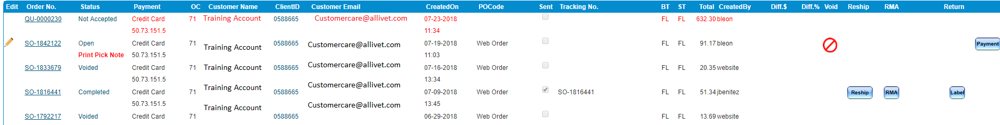 Edit Order No. Status Payment OC Customer Name ClientID Customer Email CreatedOn POCode Sent Tracking No. BT ST Total CreatedBy Diff.$ Diff.% Void Reship RMA Return
QU-0000230 Not Accepted Credit Card 71 Training Account 0588665 Customercare@allivet.com 07-23-2018 FL FL 632.30 bleon
50.73.151.5 11:34
SO-1842122 Open Credit Card 71 Training Account 0588665 Customercare@allivet.com 07-19-2018 Web Order FL FL 91.17 bleon Payment
Print Pick Note 50.73.151.5 11:03
SO-1833679 Voided Credit Card 71 Training Account 0588665 Customercare@allivet.com 07-16-2018 Web Order FL FL 20.35 website
50.73.151.5 13:34
SO-1816441 Completed Credit Card 71 Training Account 0588665 Customercare@allivet.com 07-09-2018 Web Order SO-1816441 FL FL 51.34 jbenitez Reship RMA Label
50.73.151.5 13:45
SO-1792217 Voided Credit Card 71 Training Account 0588665 Customercare@allivet.com 06-29-2018 Web Order FL FL 13.69 website